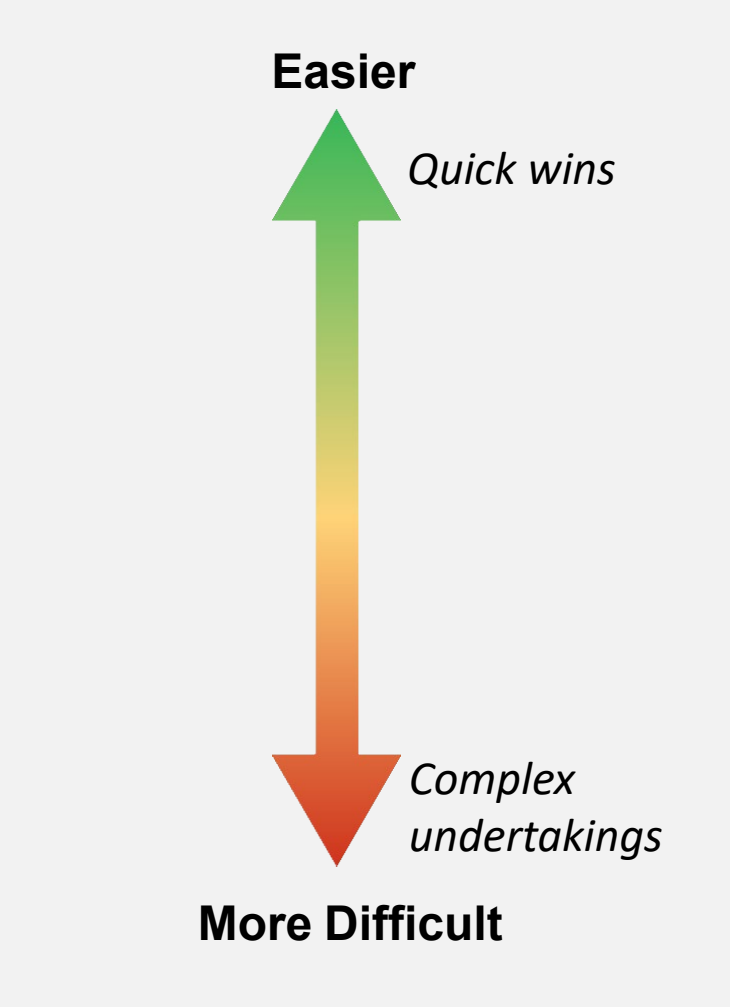 Easier
Quick wins
Complex
undertakings
More Difficult